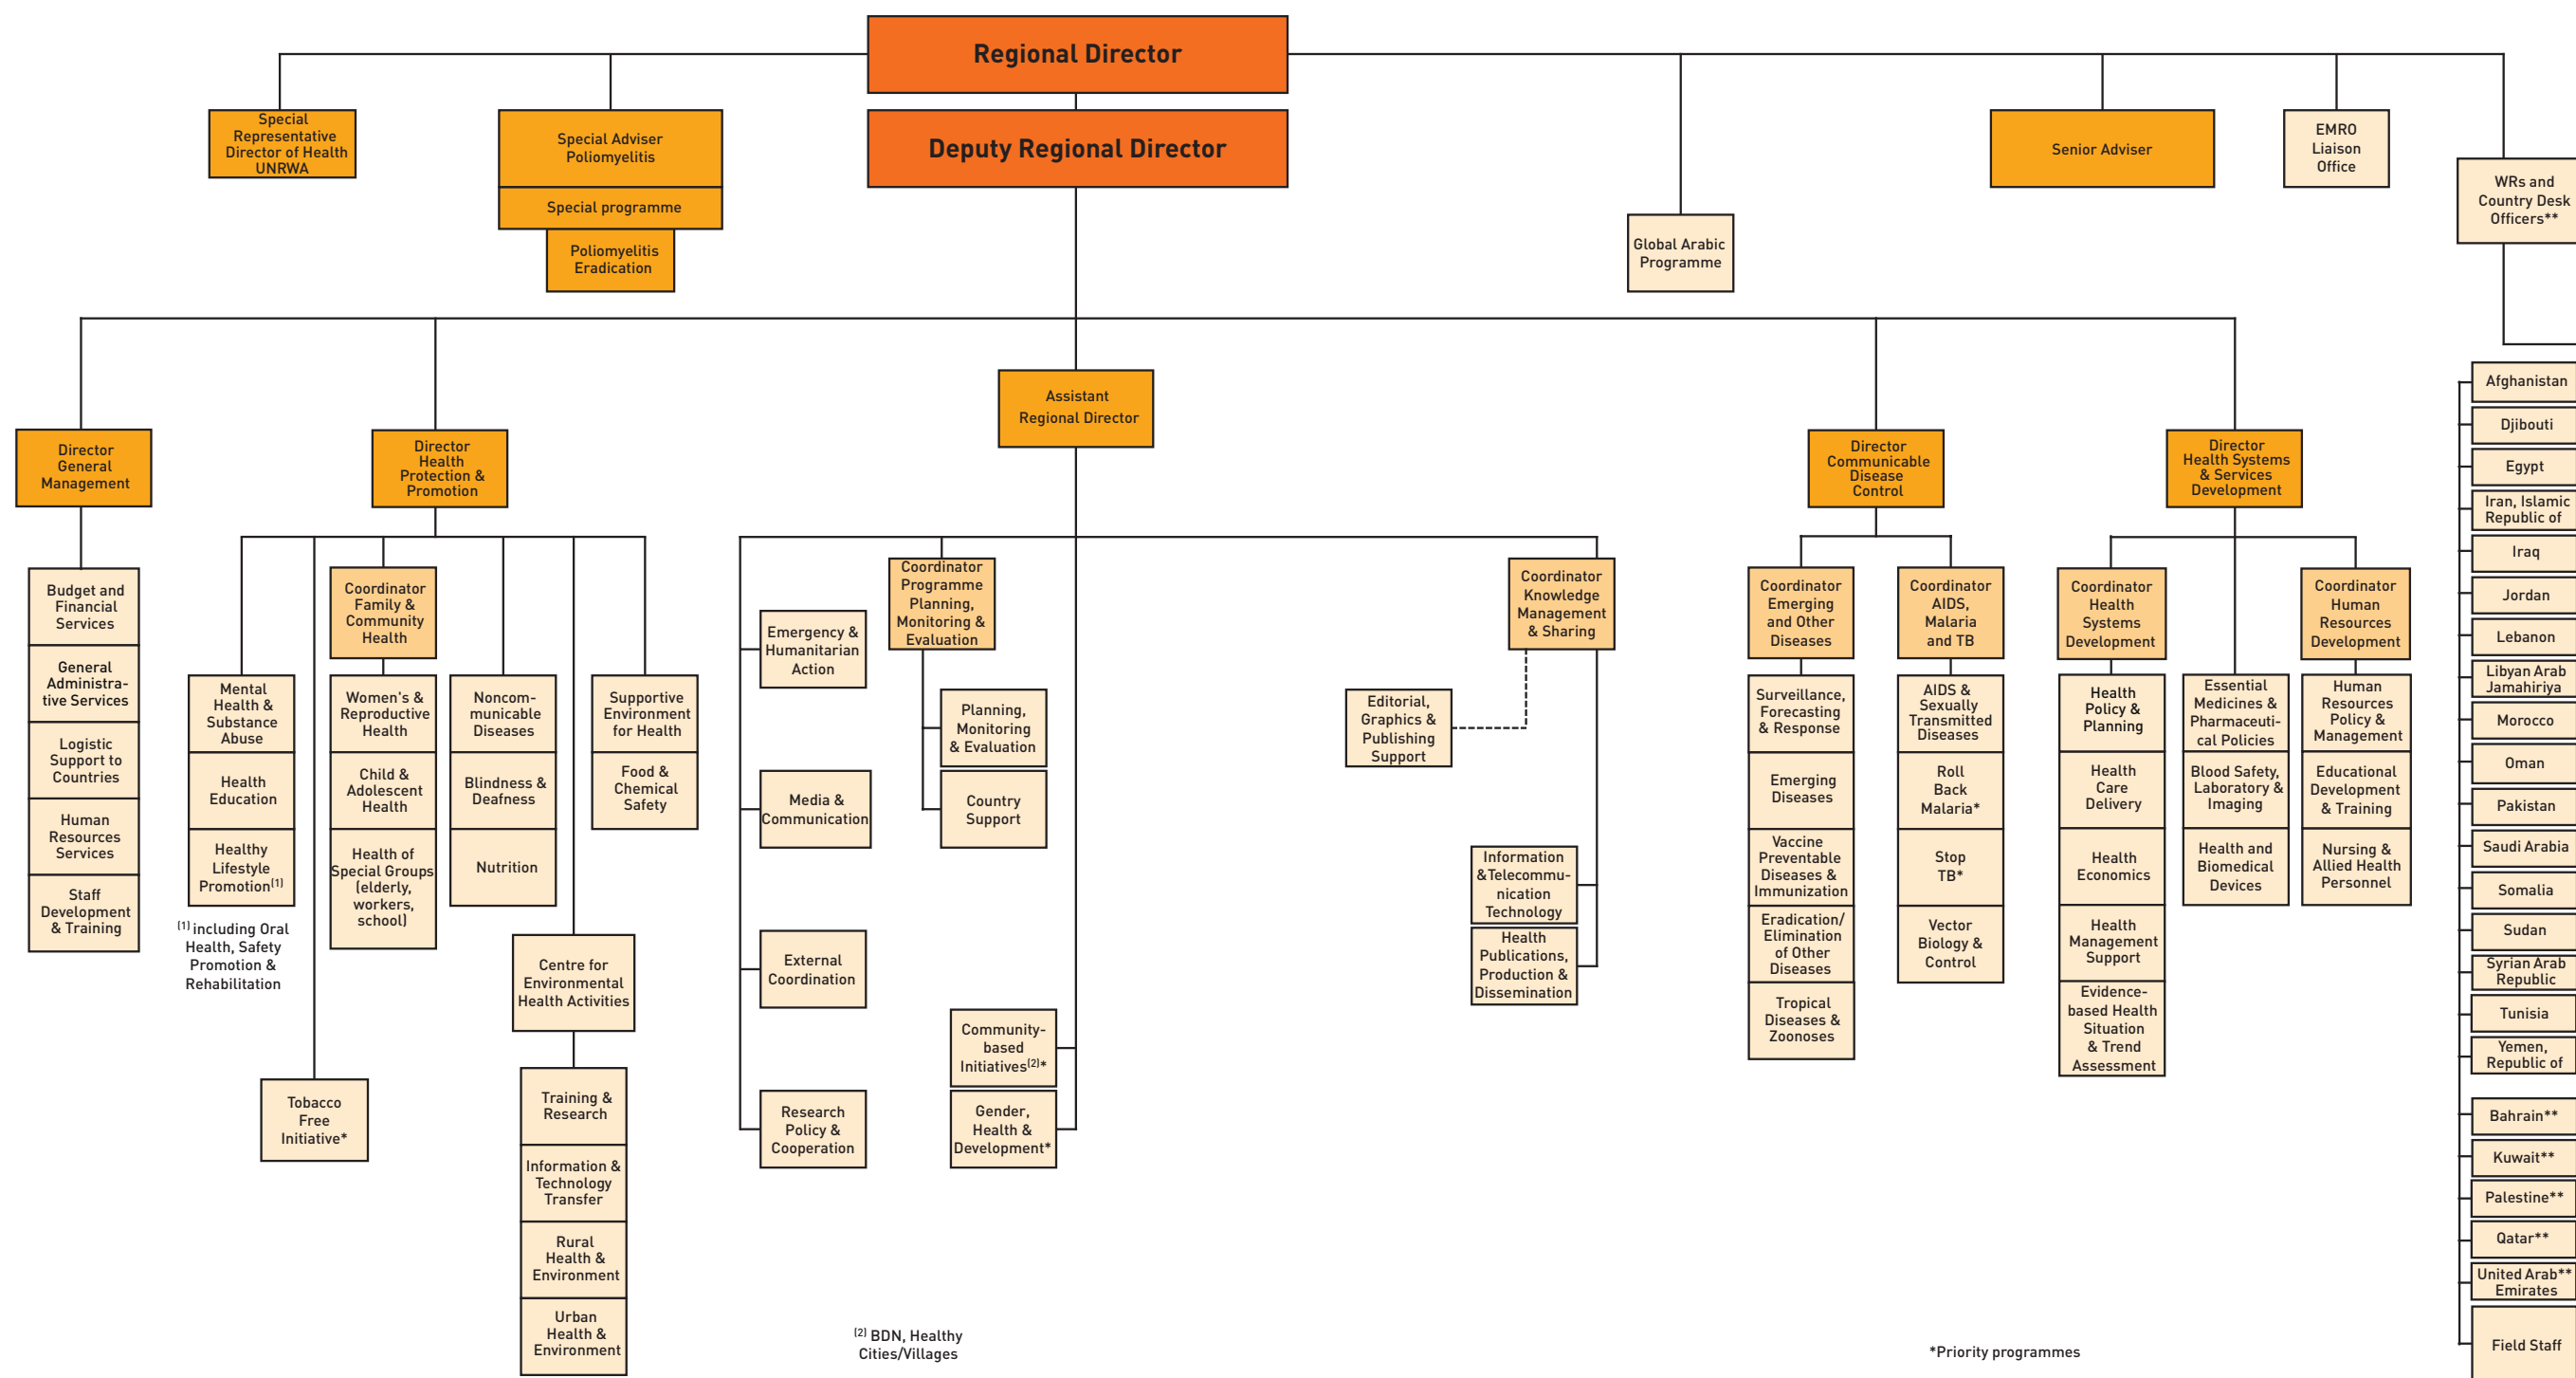 Regional Director
Special
Representative
Director of Health
UNRWA
Special Adviser
Poliomyelitis
Special programme
Poliomyelitis
Eradication
Deputy Regional Director
Global Arabic
Programme
Senior Adviser
EMRO
Liaison
Office
WRs and
Country Desk
Officers**
Assistant
Regional Director
Director
General
Management
Budget and
Financial
Services
General
Administra-
tive Services
Logistic
Support to
Countries
Human
Resources
Services
Staff
Development
& Training
Director
Health
Protection &
Promotion
Mental
Health &
Substance
Abuse
Health
Education
Healthy
Lifestyle
Promotion(1)
(1) including Oral
Health, Safety
Promotion &
Rehabilitation
Tobacco
Free
Initiative*
Coordinator
Family &
Community
Health
Women's &
Reproductive
Health
Child &
Adolescent
Health
Health of
Special Groups
(elderly,
workers,
school)
Noncom-
municable
Diseases
Blindness &
Deafness
Nutrition
Centre for
Environmental
Health Activities
Training &
Research
Information &
Technology
Transfer
Rural
Health &
Environment
Urban
Health &
Environment
Supportive
Environment
for Health
Food &
Chemical
Safety
Emergency &
Humanitarian
Action
Media &
Communication
External
Coordination
Research
Policy &
Cooperation
Coordinator
Programme
Planning,
Monitoring &
Evaluation
Planning,
Monitoring
& Evaluation
Country
Support
Community-
based
Initiatives(2)*
Gender,
Health &
Development*
(2) BDN, Healthy
Cities/Villages
Coordinator
Knowledge
Management
& Sharing
Editorial,
Graphics &
Publishing
Support
Information
&Telecommu-
nication
Technology
Health
Publications,
Production &
Dissemination
Director
Communicable
Disease
Control
Coordinator
Emerging
and Other
Diseases
Surveillance,
Forecasting
& Response
Emerging
Diseases
Vaccine
Preventable
Diseases &
Immunization
Eradication/
Elimination
of Other
Diseases
Tropical
Diseases &
Zoonoses
Coordinator
AIDS,
Malaria
and TB
AIDS &
Sexually
Transmitted
Diseases
Roll
Back
Malaria*
Stop
TB*
Vector
Biology &
Control
Director
Health Systems
& Services
Development
Coordinator
Health
Systems
Development
Health
Policy &
Planning
Health
Care
Delivery
Health
Economics
Health
Management
Support
Evidence-
based Health
Situation
& Trend
Assessment
Essential
Medicines &
Pharmaceuti-
cal Policies
Blood Safety,
Laboratory &
Imaging
Health and
Biomedical
Devices
Coordinator
Human
Resources
Development
Human
Resources
Policy &
Management
Educational
Development
& Training
Nursing &
Allied Health
Personnel
*Priority programmes
Afghanistan
Djibouti
Egypt
Iran, Islamic
Republic of
Iraq
Jordan
Lebanon
Libyan Arab
Jamahiriya
Morocco
Oman
Pakistan
Saudi Arabia
Somalia
Sudan
Syrian Arab
Republic
Tunisia
Yemen,
Republic of
Bahrain**
Kuwait**
Palestine**
Qatar**
United Arab**
Emirates
Field Staff